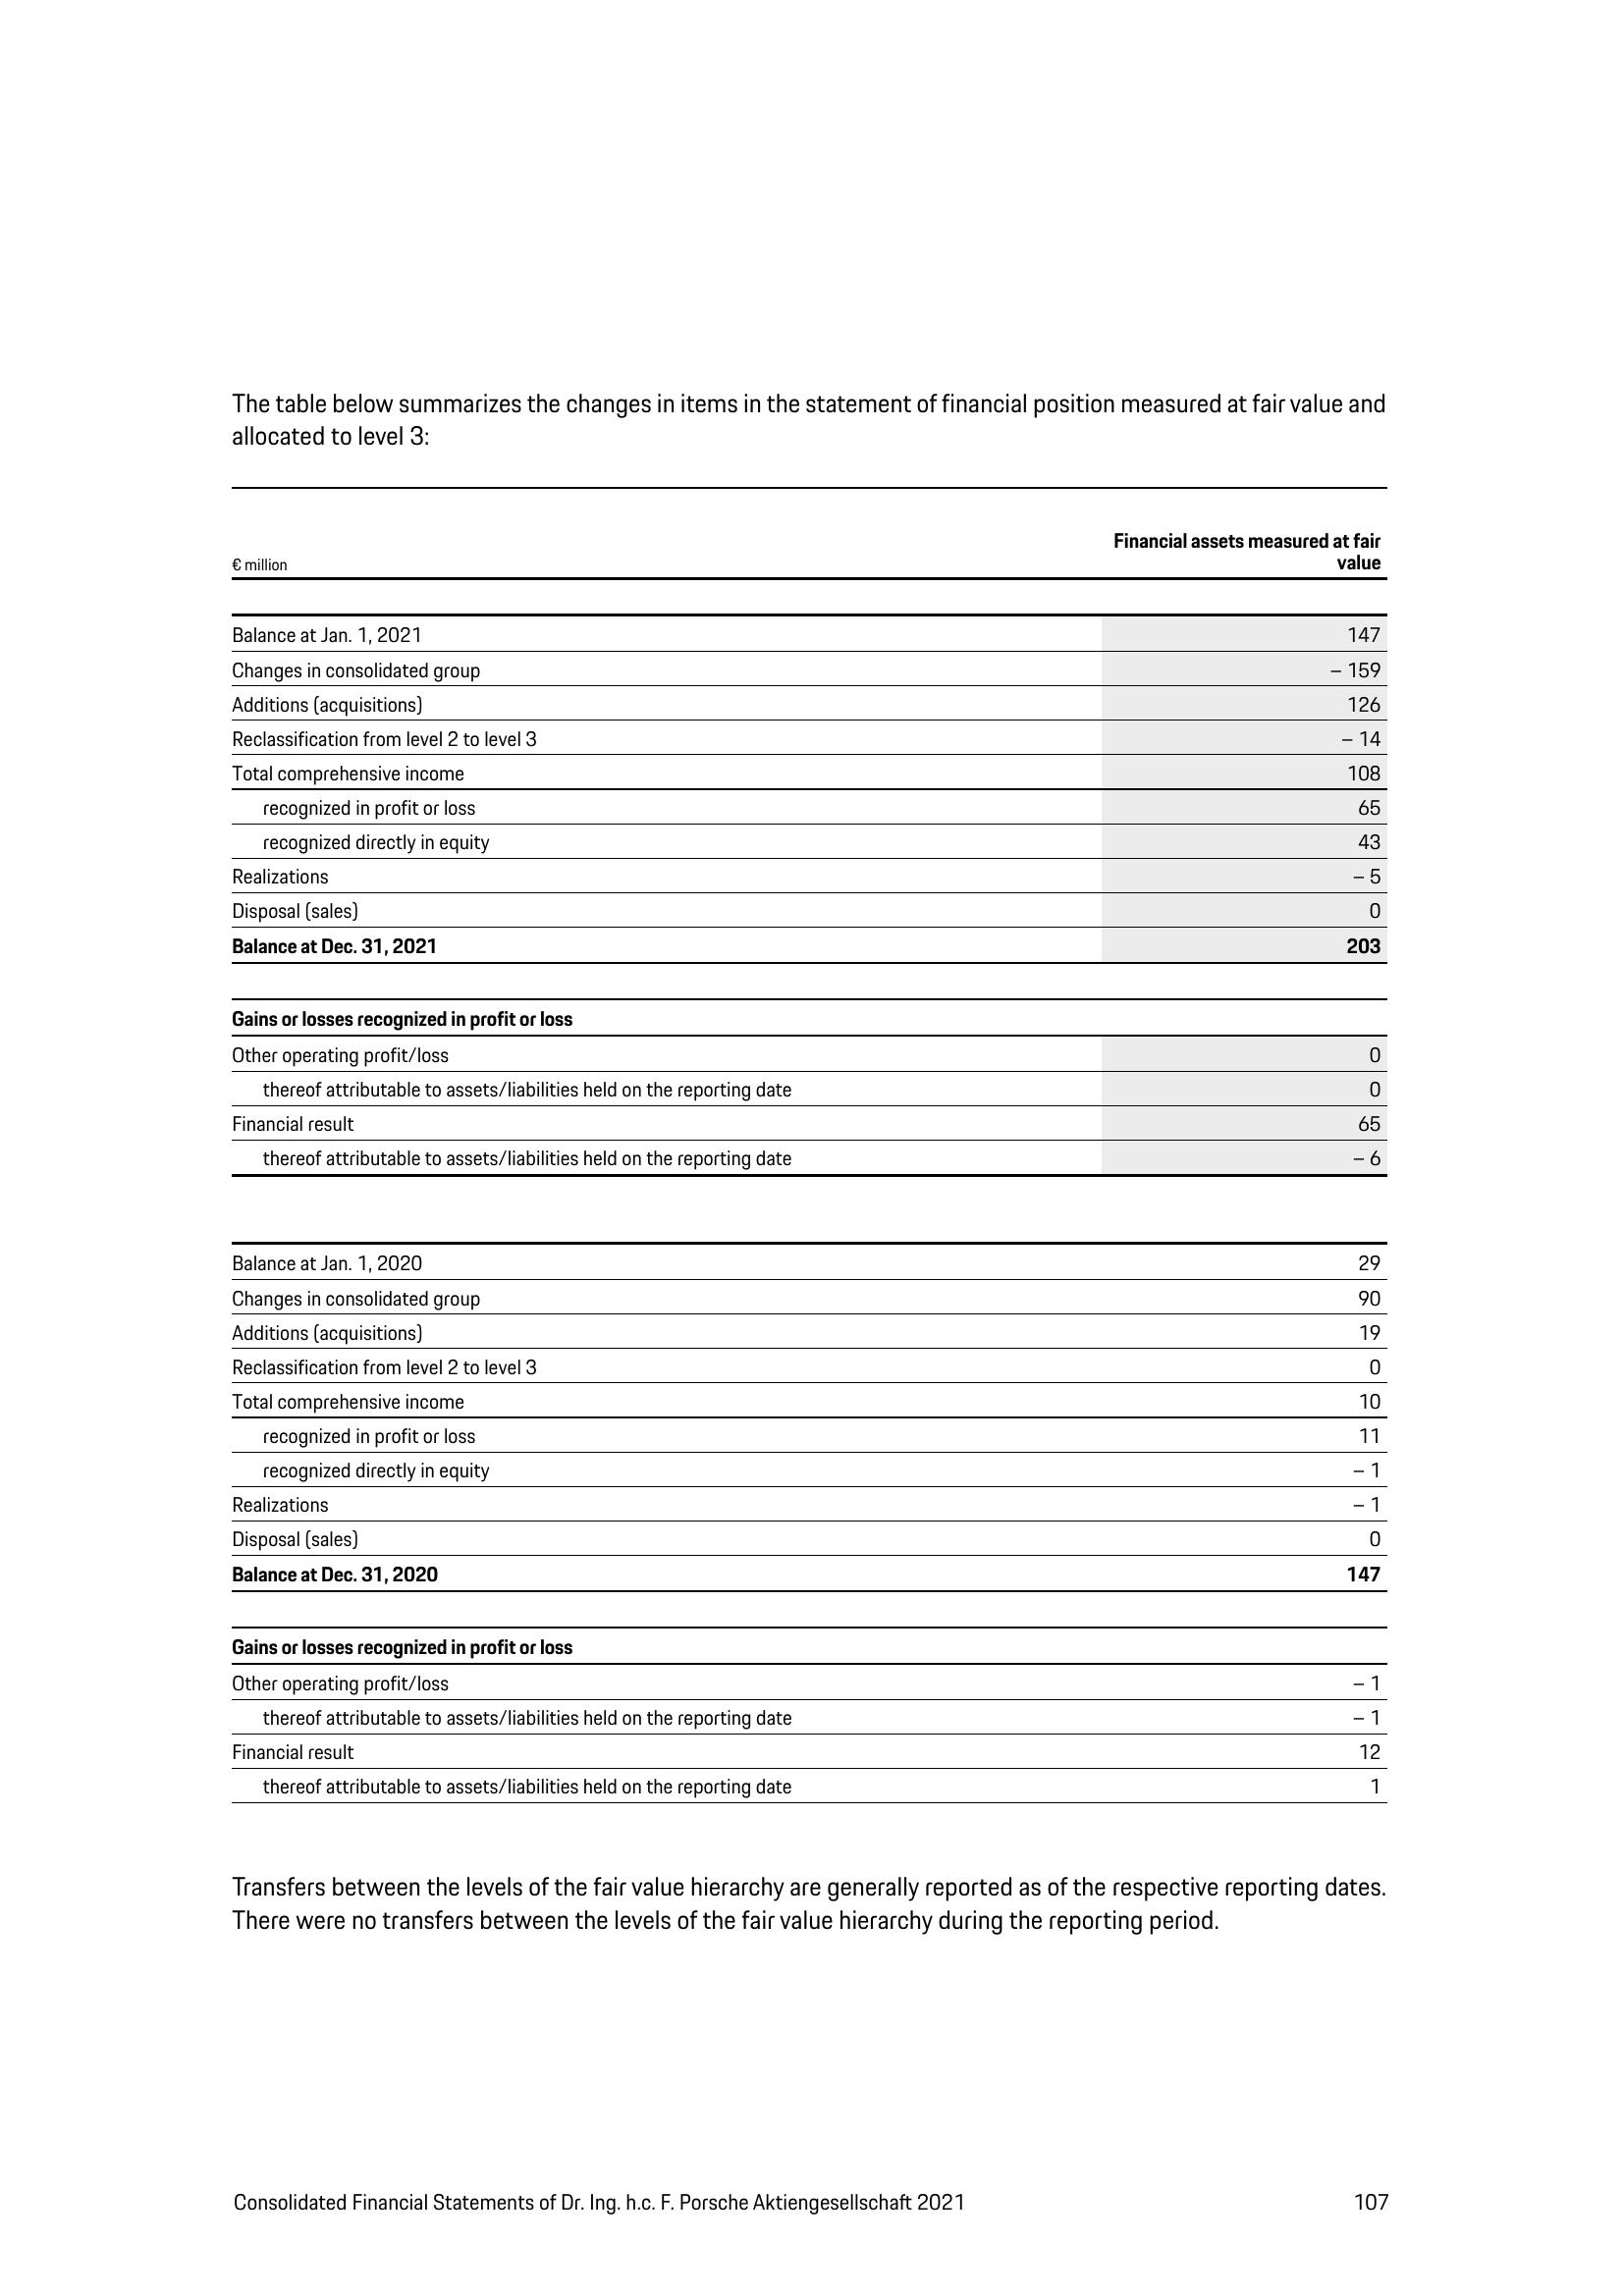 The table below summarizes the changes in items in the statement of financial position measured at fair value and
allocated to level 3:
€ million Financial assets measured at fair
value
Balance at Jan. 1, 2021 147
Changes in consolidated group – 159
Additions (acquisitions) 126
Reclassification from level 2 to level 3 – 14
Total comprehensive income 108
recognized in profit or loss 65
recognized directly in equity 43
Realizations – 5
Disposal (sales) 0
Balance at Dec. 31, 2021 203
Gains or losses recognized in profit or loss
Other operating profit/loss 0
thereof attributable to assets/liabilities held on the reporting date 0
Financial result 65
thereof attributable to assets/liabilities held on the reporting date – 6
Balance at Jan. 1, 2020 29
Changes in consolidated group 90
Additions (acquisitions) 19
Reclassification from level 2 to level 3 0
Total comprehensive income 10
recognized in profit or loss 11
recognized directly in equity – 1
Realizations – 1
Disposal (sales) 0
Balance at Dec. 31, 2020 147
Gains or losses recognized in profit or loss
Other operating profit/loss – 1
thereof attributable to assets/liabilities held on the reporting date – 1
Financial result 12
thereof attributable to assets/liabilities held on the reporting date 1
Transfers between the levels of the fair value hierarchy are generally reported as of the respective reporting dates.
There were no transfers between the levels of the fair value hierarchy during the reporting period.
Consolidated Financial Statements of Dr. Ing. h.c. F. Porsche Aktiengesellschaft 2021 107